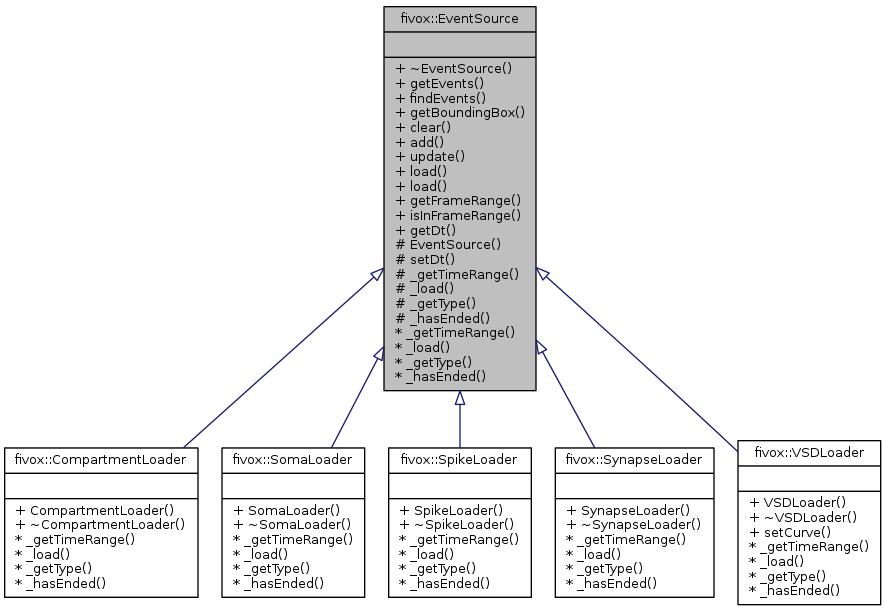 fivox::EventSource
+ ~EventSource()
+ getEvents()
+ findEvents()
+ getBoundingBox()
+ clear()
+ add()
+ update()
+ load()
+ load()
+ getFrameRange()
+ isInFrameRange()
+ getDt()
# EventSource()
# setDt()
# _getTimeRange()
# _load()
# _getType()
# _hasEnded()
* _getTimeRange()
* _load()
* _getType()
* _hasEnded()
fivox::CompartmentLoader
+ CompartmentLoader()
+ ~CompartmentLoader()
* _getTimeRange()
* _load()
* _getType()
* _hasEnded()
fivox::SomaLoader
+ SomaLoader()
+ ~SomaLoader()
* _getTimeRange()
* _load()
* _getType()
* _hasEnded()
fivox::SpikeLoader
+ SpikeLoader()
+ ~SpikeLoader()
* _getTimeRange()
* _load()
* _getType()
* _hasEnded()
fivox::SynapseLoader
+ SynapseLoader()
+ ~SynapseLoader()
* _getTimeRange()
* _load()
* _getType()
* _hasEnded()
fivox::VSDLoader
+ VSDLoader()
+ ~VSDLoader()
+ setCurve()
* _getTimeRange()
* _load()
* _getType()
* _hasEnded()